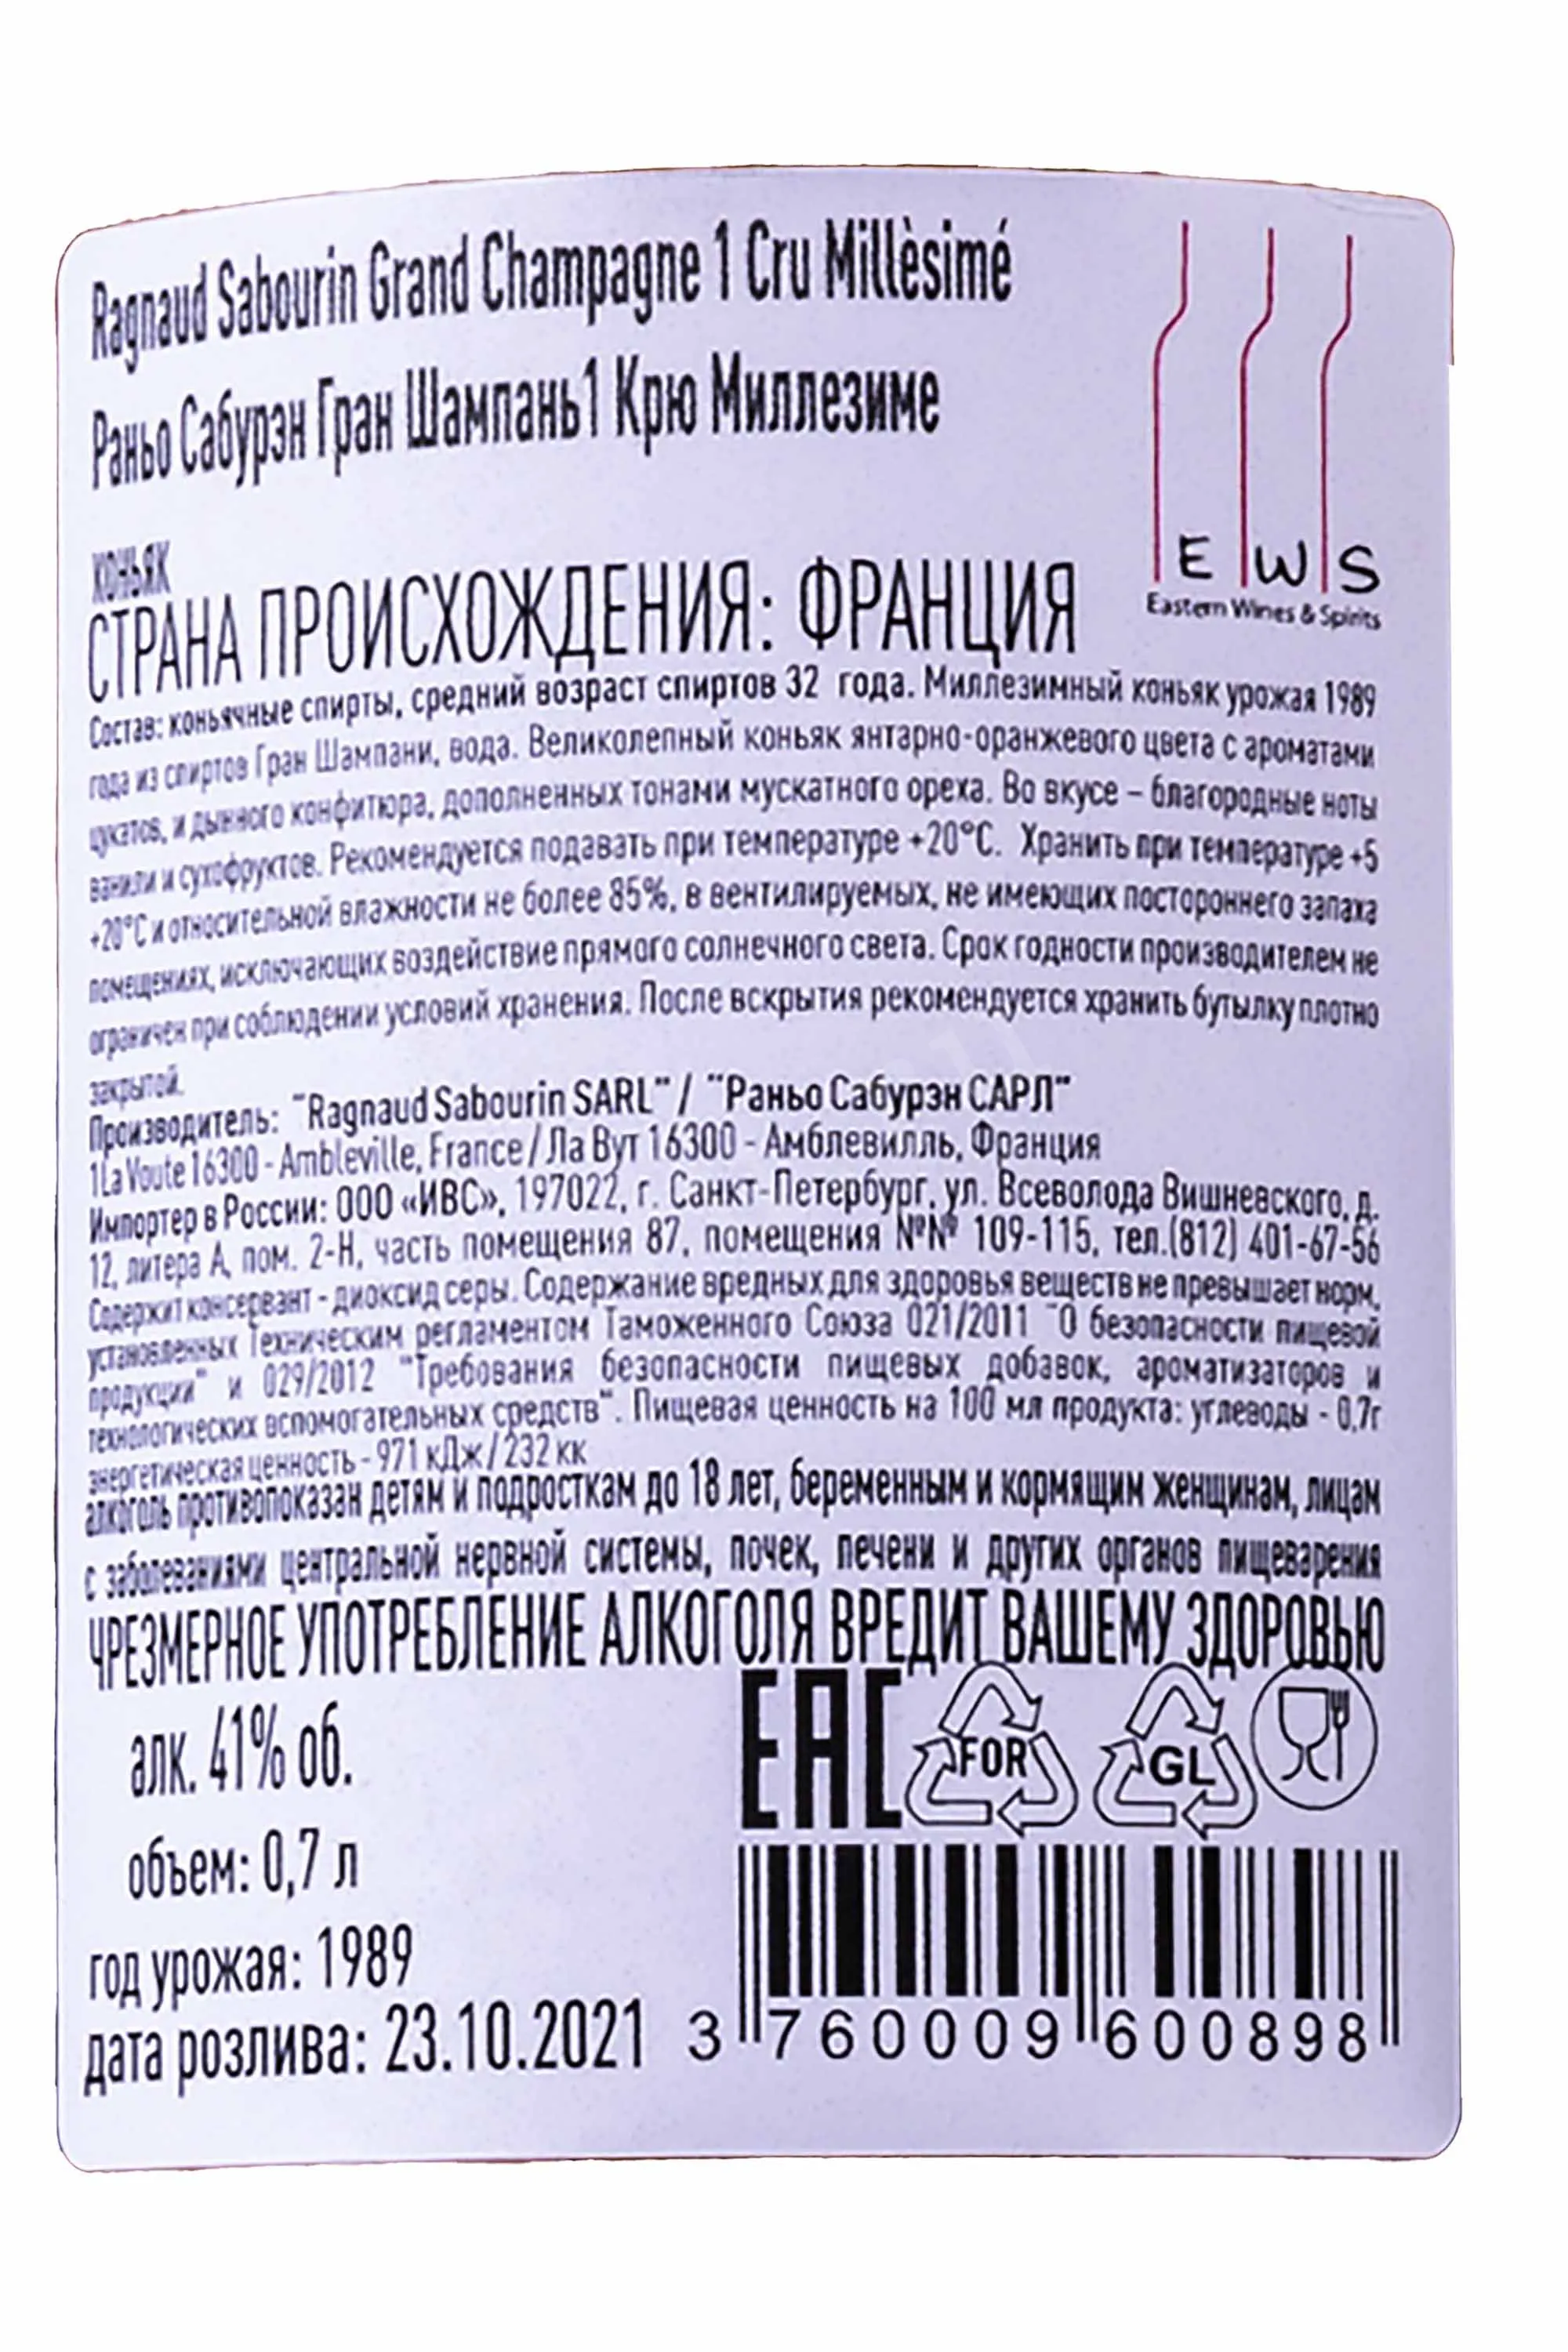 Ragnaud Sabourin Grand Champagne 1 Cru Millèsimé
Раньо Сабурэн Гран Шампань1 Крю Миллезиме
E W S
Eastern Wines & Spirits
КОНЬЯК
СТРАНА ПРОИСХОЖДЕНИЯ: ФРАНЦИЯ
Состав: коньячные спирты, средний возраст спиртов 32 года. Миллезимный коньяк урожая 1989
года из спиртов Гран Шампани, вода. Великолепный коньяк янтарно-оранжевого цвета с ароматами
цукатов, и дынного конфитюра, дополненных тонами мускатного ореха. Во вкусе – благородные ноты
ванили и сухофруктов. Рекомендуется подавать при температуре +20°С. Хранить при температуре +5
+20°С и относительной влажности не более 85%, в вентилируемых, не имеющих постороннего запаха
помещениях, исключающих воздействие прямого солнечного света. Срок годности производителем не
ограничен при соблюдении условий хранения. После вскрытия рекомендуется хранить бутылку плотно
закрытой.
Производитель: "Ragnaud Sabourin SARL" / "Раньо Сабурэн САРЛ"
1La Voute 16300 - Ambleville, France / Ла Вут 16300 - Амблевилль, Франция
Импортер в России: ООО «ИВС», 197022, г. Санкт-Петербург, ул. Всеволода Вишневского, д.
12, литера А, пом. 2-Н, часть помещения 87, помещения №№ 109-115, тел.(812) 401-67-56
Содержит консервант - диоксид серы. Содержание вредных для здоровья веществ не превышает норм,
установленных Техническим регламентом Таможенного Союза 021/2011 "О безопасности пищевой
продукции" и 029/2012 "Требования безопасности пищевых добавок, ароматизаторов и
технологических вспомогательных средств". Пищевая ценность на 100 мл продукта: углеводы - 0,7г
энергетическая ценность - 971 кДж / 232 кк
алкоголь противопоказан детям и подросткам до 18 лет, беременным и кормящим женщинам, лицам
с заболеваниями центральной нервной системы, почек, печени и других органов пищеварения
ЧРЕЗМЕРНОЕ УПОТРЕБЛЕНИЕ АЛКОГОЛЯ ВРЕДИТ ВАШЕМУ ЗДОРОВЬЮ
EAC FOR GL
алк. 41% об.
объем: 0,7 л
год урожая: 1989
дата розлива: 23.10.2021
3 760009 600898